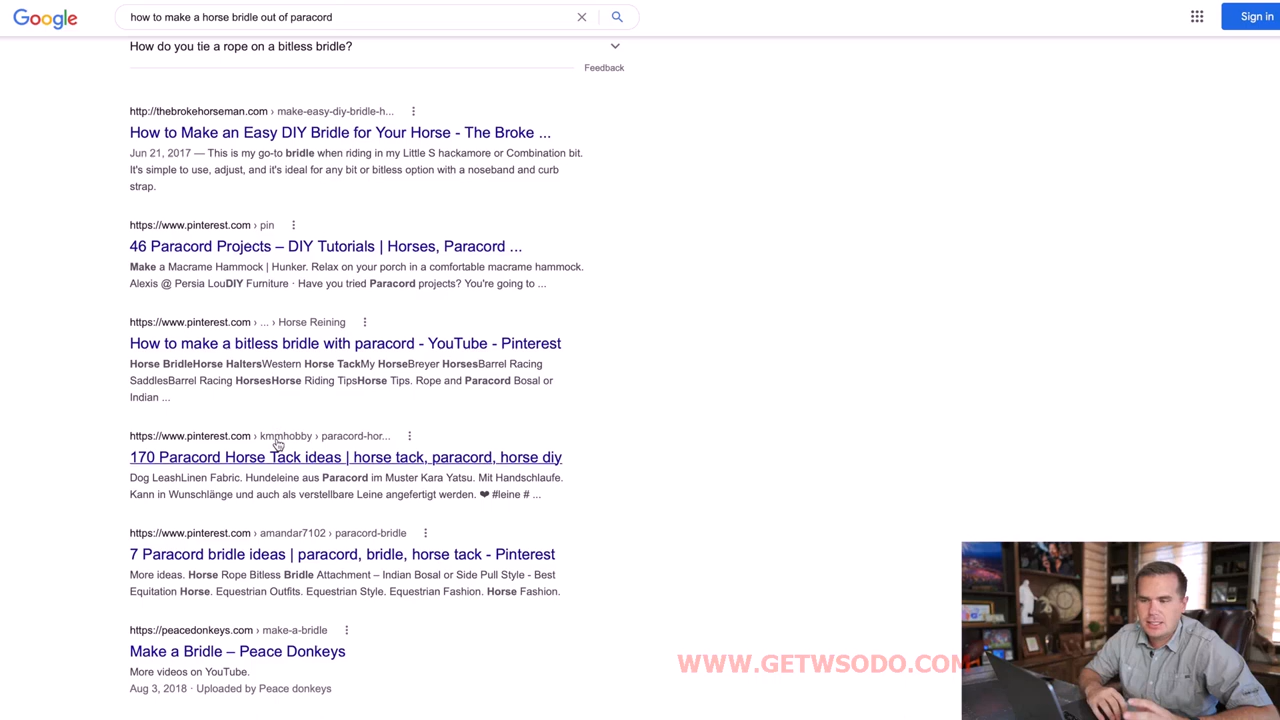 Google
how to make a horse bridle out of paracord
Sign in
How do you tie a rope on a bitless bridle?
Feedback
http://thebrokehorseman.com › make-easy-diy-bridle-h...
How to Make an Easy DIY Bridle for Your Horse - The Broke ...
Jun 21, 2017 — This is my go-to bridle when riding in my Little S hackamore or Combination bit.
It's simple to use, adjust, and it's ideal for any bit or bitless option with a noseband and curb
strap.
https://www.pinterest.com › pin
46 Paracord Projects – DIY Tutorials | Horses, Paracord ...
Make a Macrame Hammock | Hunker. Relax on your porch in a comfortable macrame hammock.
Alexis @ Persia LouDIY Furniture · Have you tried Paracord projects? You're going to ...
https://www.pinterest.com › ... › Horse Reining
How to make a bitless bridle with paracord - YouTube - Pinterest
Horse BridleHorse HaltersWestern Horse TackMy HorseBreyer HorsesBarrel Racing
SaddlesBarrel Racing HorsesHorse Riding TipsHorse Tips. Rope and Paracord Bosal or
Indian ...
https://www.pinterest.com › kmmhobby › paracord-hor...
170 Paracord Horse Tack ideas | horse tack, paracord, horse diy
Dog LeashLinen Fabric. Hundeleine aus Paracord im Muster Kara Yatsu. Mit Handschlaufe.
Kann in Wunschlänge und auch als verstellbare Leine angefertigt werden. ❤ #leine # ...
https://www.pinterest.com › amandar7102 › paracord-bridle
7 Paracord bridle ideas | paracord, bridle, horse tack - Pinterest
More ideas. Horse Rope Bitless Bridle Attachment – Indian Bosal or Side Pull Style - Best
Equitation Horse. Equestrian Outfits. Equestrian Style. Equestrian Fashion. Horse Fashion.
https://peacedonkeys.com › make-a-bridle
Make a Bridle – Peace Donkeys
More videos on YouTube.
Aug 3, 2018 · Uploaded by Peace donkeys
WWW.GETWSODO.COM